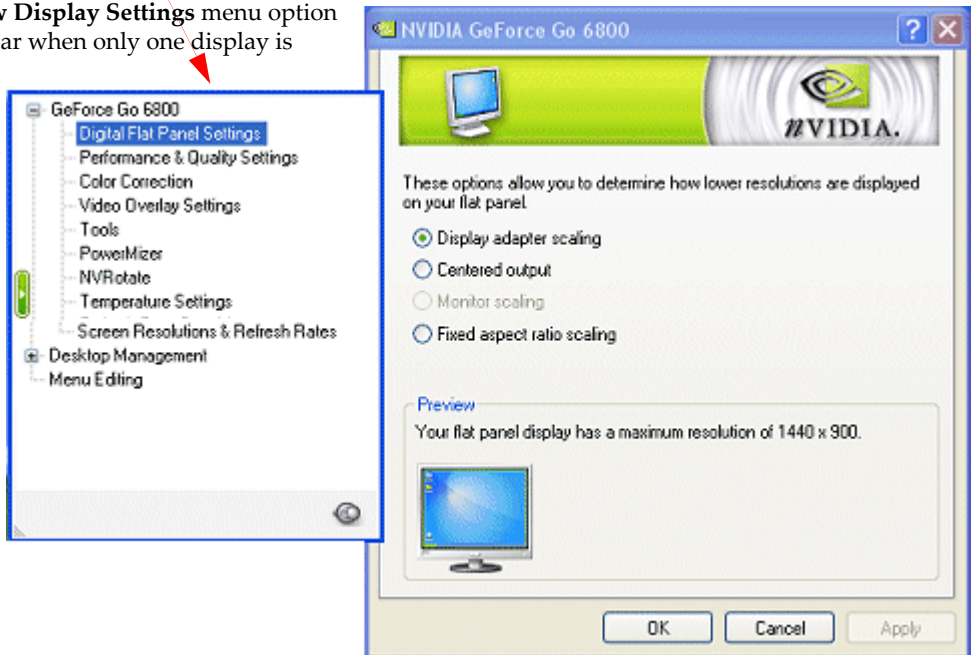 w Display Settings menu option
ar when only one display is
GeForce Go 6800
Digital Flat Panel Settings
Performance & Quality Settings
Color Correction
Video Overlay Settings
Tools
PowerMizer
NVRotate
Temperature Settings
Screen Resolutions & Refresh Rates
Desktop Management
Menu Editing
NVIDIA GeForce Go 6800
NVIDIA.
These options allow you to determine how lower resolutions are displayed
on your flat panel.
Display adapter scaling
Centered output
Monitor scaling
Fixed aspect ratio scaling
Preview
Your flat panel display has a maximum resolution of 1440 x 900.
OK
Cancel
Apply